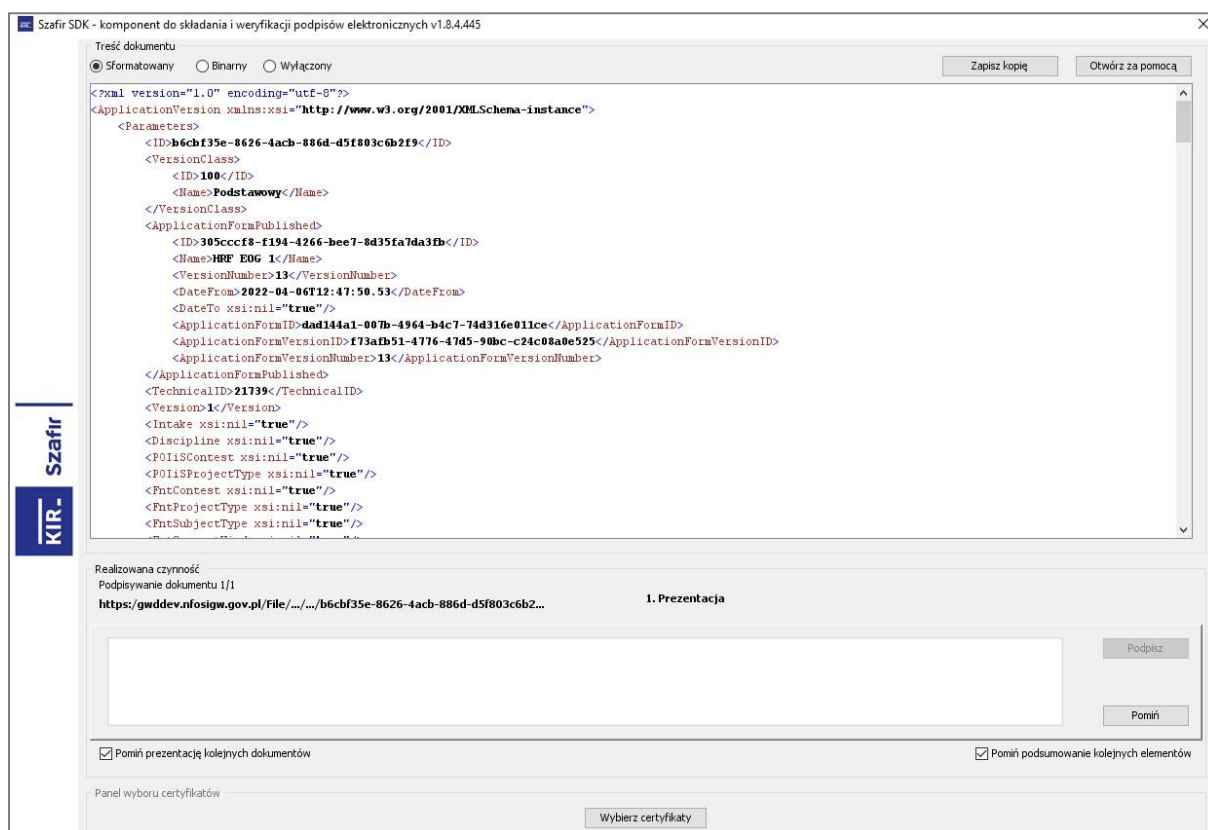 Szafir SDK - komponent do składania i weryfikacji podpisów elektronicznych v1.8.4.445
Treść dokumentu
Sformatowany Binarny Wyłączony Zapisz kopię Otwórz za pomocą
<?xml version="1.0" encoding="utf-8"?>
<ApplicationVersion xmlns:xsi="http://www.w3.org/2001/XMLSchema-instance">
<Parameters>
<ID>b6cbf35e-8626-4acb-886d-d5f803c6b2f9</ID>
<VersionClass>
<ID>100</ID>
<Name>Podstawowy</Name>
</VersionClass>
<ApplicationFormPublished>
<ID>305cccf8-f194-4266-bee7-8d35fa7da3fb</ID>
<Name>HRF EOG 1</Name>
<VersionNumber>13</VersionNumber>
<DateFrom>2022-04-06T12:47:50.53</DateFrom>
<DateTo xsi:nil="true"/>
<ApplicationFormID>dad144a1-007b-4964-b4c7-74d316e011ce</ApplicationFormID>
<ApplicationFormVersionID>f73afb51-4776-47d5-90bc-c24c08a0e525</ApplicationFormVersionID>
<ApplicationFormVersionNumber>13</ApplicationFormVersionNumber>
</ApplicationFormPublished>
<TechnicalID>21739</TechnicalID>
<Version>1</Version>
<Intake xsi:nil="true"/>
<Discipline xsi:nil="true"/>
<POIiSContest xsi:nil="true"/>
<POIiSProjectType xsi:nil="true"/>
<FntContest xsi:nil="true"/>
<FntProjectType xsi:nil="true"/>
<FntSubjectType xsi:nil="true"/>
KIR. Szafir
Realizowana czynność
Podpisywanie dokumentu 1/1
https:/gwddev.nfosigw.gov.pl/File/.../.../b6cbf35e-8626-4acb-886d-d5f803c6b2... 1. Prezentacja
Podpisz
Pomiń
Pomiń prezentację kolejnych dokumentów Pomiń podsumowanie kolejnych elementów
Panel wyboru certyfikatów
Wybierz certyfikaty